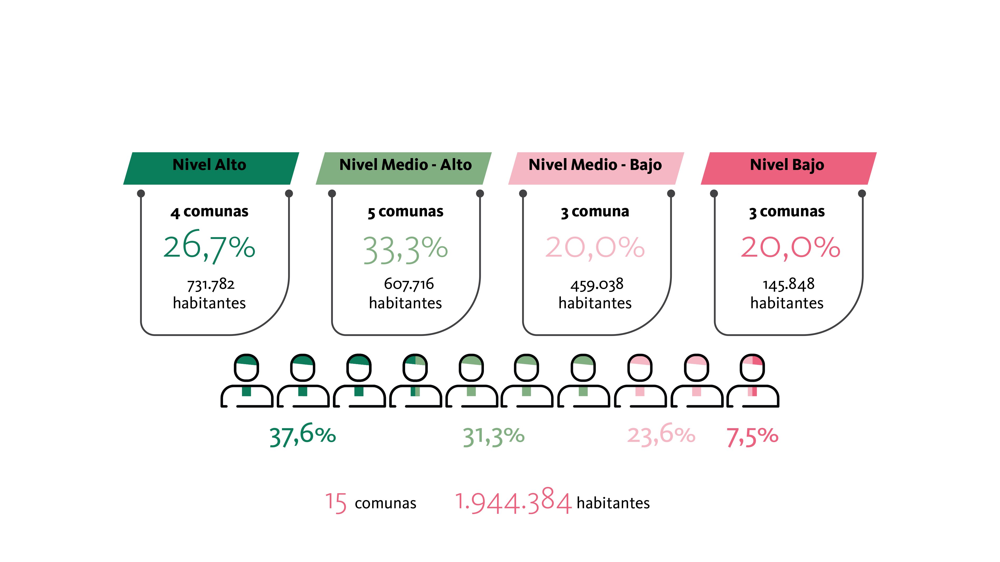 Nivel Alto
Nivel Medio - Alto
Nivel Medio - Bajo
Nivel Bajo
4 comunas
26,7%
731.782
habitantes
5 comunas
33,3%
607.716
habitantes
3 comuna
20,0%
459.038
habitantes
3 comunas
20,0%
145.848
habitantes
37,6%
31,3%
23,6%
7,5%
15 comunas
1.944.384 habitantes